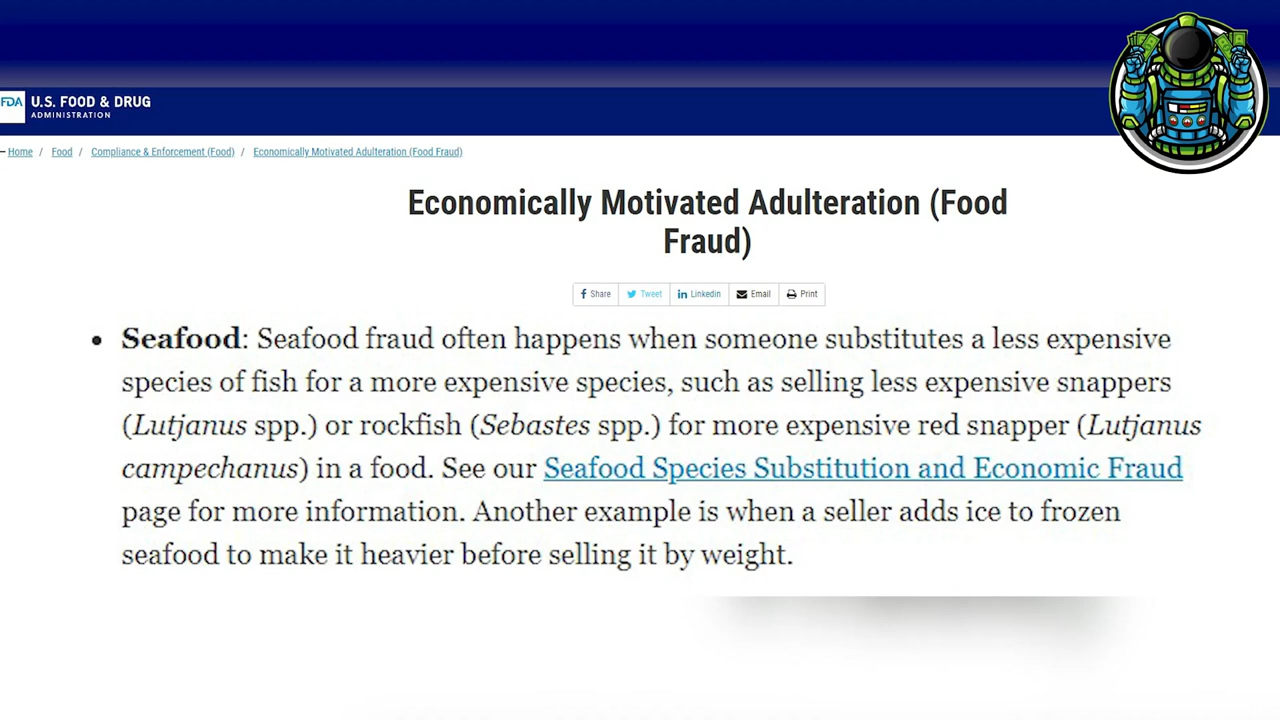 FDA U.S. FOOD & DRUG
ADMINISTRATION
Home / Food / Compliance & Enforcement (Food) / Economically Motivated Adulteration (Food Fraud)
Economically Motivated Adulteration (Food
Fraud)
Share Tweet Linkedin Email Print
• Seafood: Seafood fraud often happens when someone substitutes a less expensive
species of fish for a more expensive species, such as selling less expensive snappers
(Lutjanus spp.) or rockfish (Sebastes spp.) for more expensive red snapper (Lutjanus
campechanus) in a food. See our Seafood Species Substitution and Economic Fraud
page for more information. Another example is when a seller adds ice to frozen
seafood to make it heavier before selling it by weight.